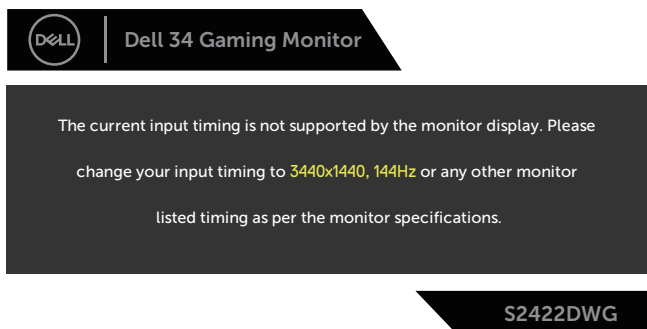 DELL
Dell 34 Gaming Monitor
The current input timing is not supported by the monitor display. Please
change your input timing to 3440x1440, 144Hz or any other monitor
listed timing as per the monitor specifications.
S2422DWG